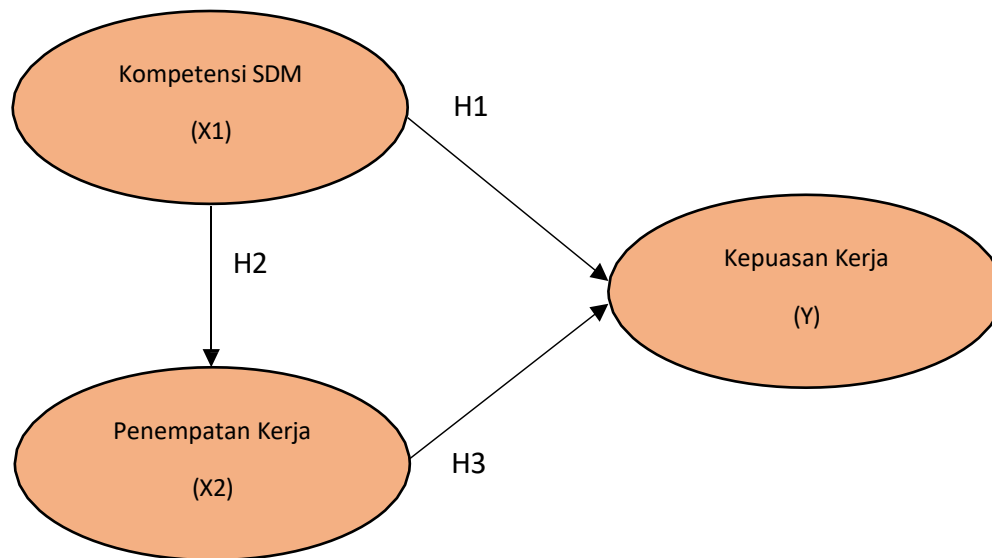 Kompetensi SDM
(X1)
H1
H2
Kepuasan Kerja
(Y)
Penempatan Kerja
(X2)
H3